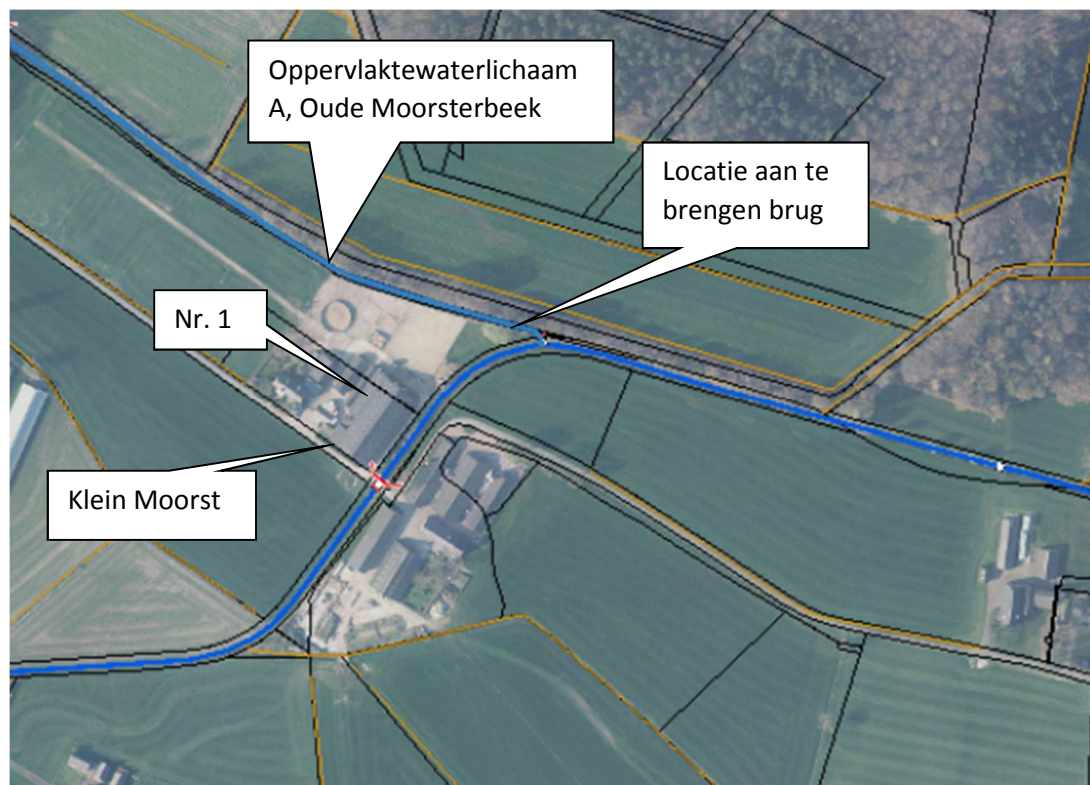 Oppervlaktewaterlichaam
A, Oude Moorsterbeek
Locatie aan te
brengen brug
Nr. 1
Klein Moorst